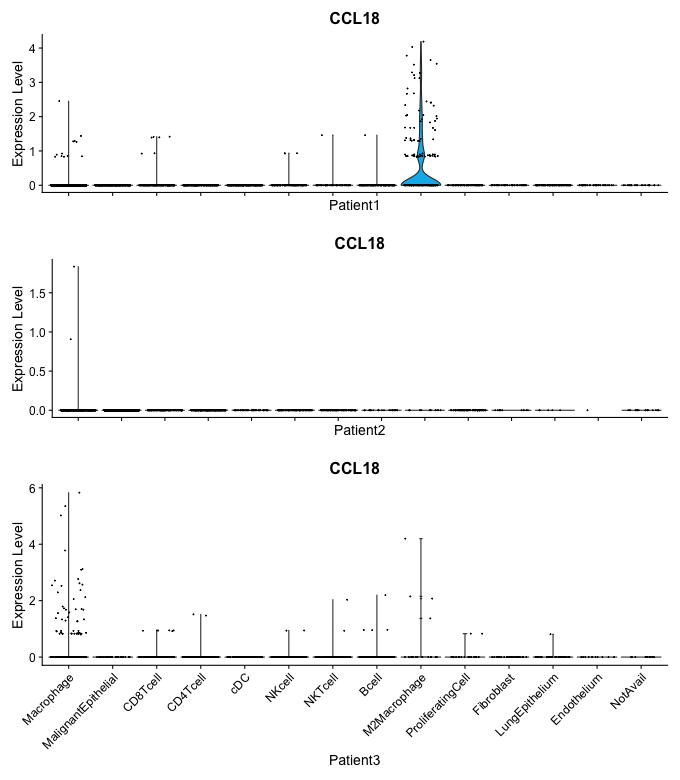 CCL18
Expression Level
4
3
2
1
0
Patient1
CCL18
Expression Level
1.5
1.0
0.5
0.0
Patient2
CCL18
Expression Level
6
4
2
0
Macrophage
MalignantEpithelial
CD8Tcell
CD4Tcell
cDC
NKcell
NKTcell
Bcell
M2Macrophage
ProliferatingCell
Fibroblast
LungEpithelium
Endothelium
NotAvail
Patient3